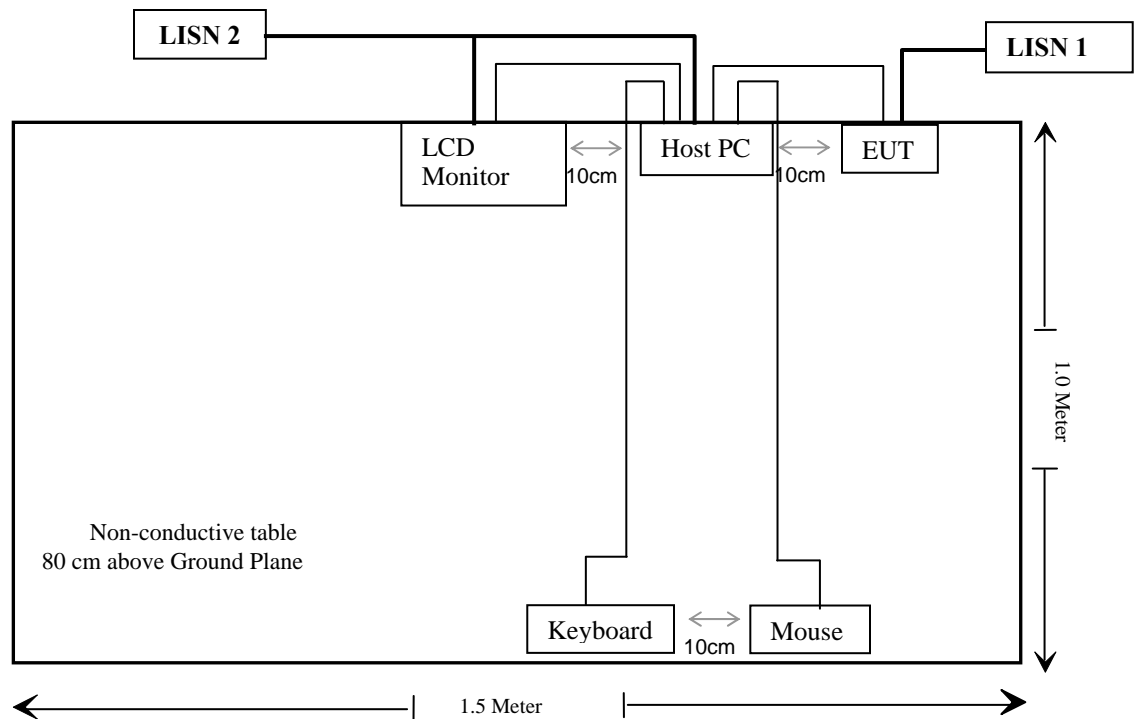 LISN 2
LISN 1
LCD
Monitor
10cm
Host PC
10cm
EUT
1.0 Meter
Non-conductive table
80 cm above Ground Plane
Keyboard
10cm
Mouse
1.5 Meter